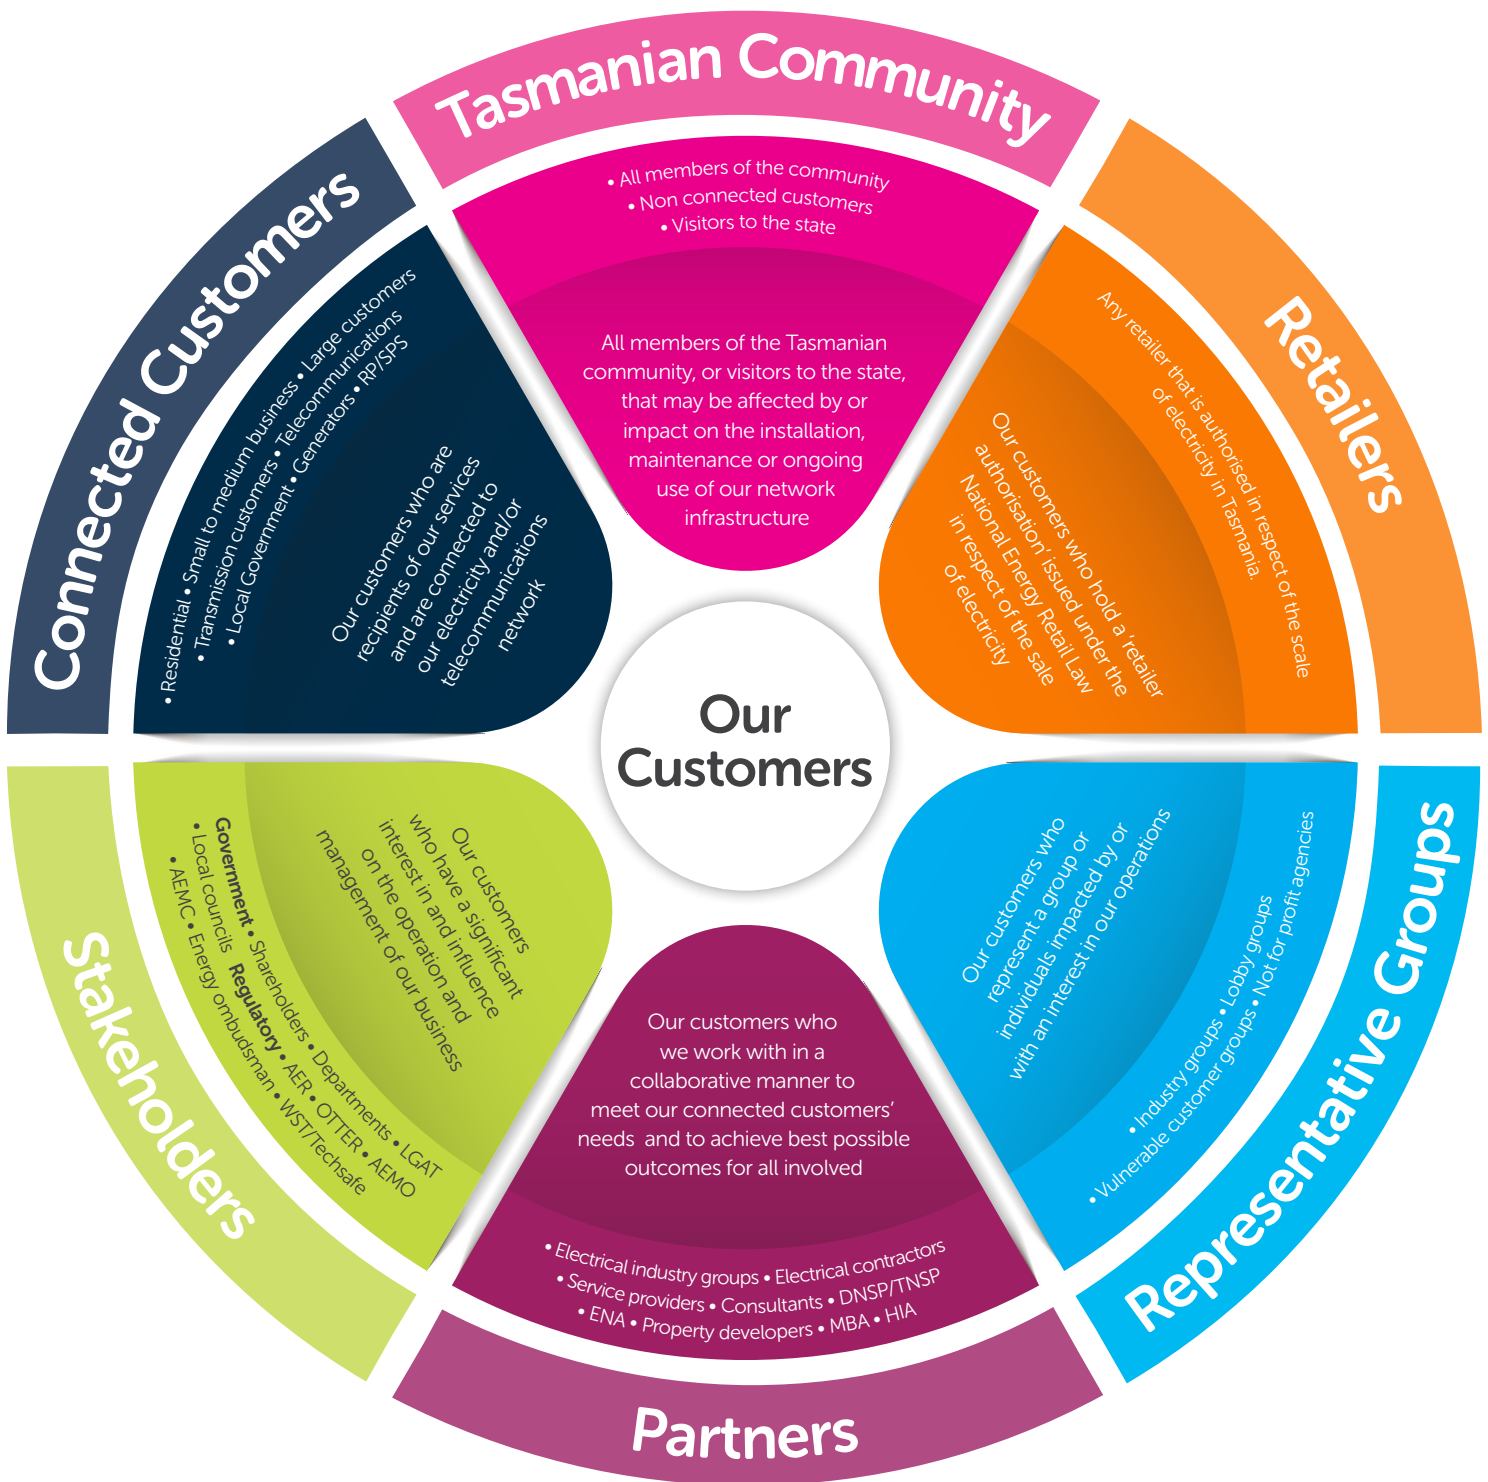 Tasmanian Community
• All members of the community
• Non connected customers
• Visitors to the state
All members of the Tasmanian
community, or visitors to the state,
that may be affected by or
impact on the installation,
maintenance or ongoing
use of our network
infrastructure
Retailers
Any retailer that is authorised in respect of the scale
of electricity in Tasmania.
Our customers who hold a 'retailer
authorisation' issued under the
National Energy Retail Law
in respect of the sale
of electricity
Representative Groups
Our customers who
represent a group or
individuals impacted by or
with an interest in our operations
• Industry groups • Lobby groups
• Vulnerable customer groups • Not for profit agencies
Partners
Our customers who
we work with in a
collaborative manner to
meet our connected customers’
needs and to achieve best possible
outcomes for all involved
• Electrical industry groups • Electrical contractors
• Service providers • Consultants • DNSP/TNSP
• ENA • Property developers • MBA • HIA
Stakeholders
Our customers
who have a significant
interest in and influence
on the operation and
management of our business
Government • Shareholders • Departments • LGAT
• Local councils Regulatory • AER • OTTER • AEMO
• AEMC • Energy ombudsman • WST/Techsafe
Connected Customers
• Residential • Small to medium business • Large customers
• Transmission customers • Telecommunications
• Local Government • Generators • RP/SPS
Our customers who are
recipients of our services
and are connected to
our electricity and/or
telecommunications
network
Our
Customers